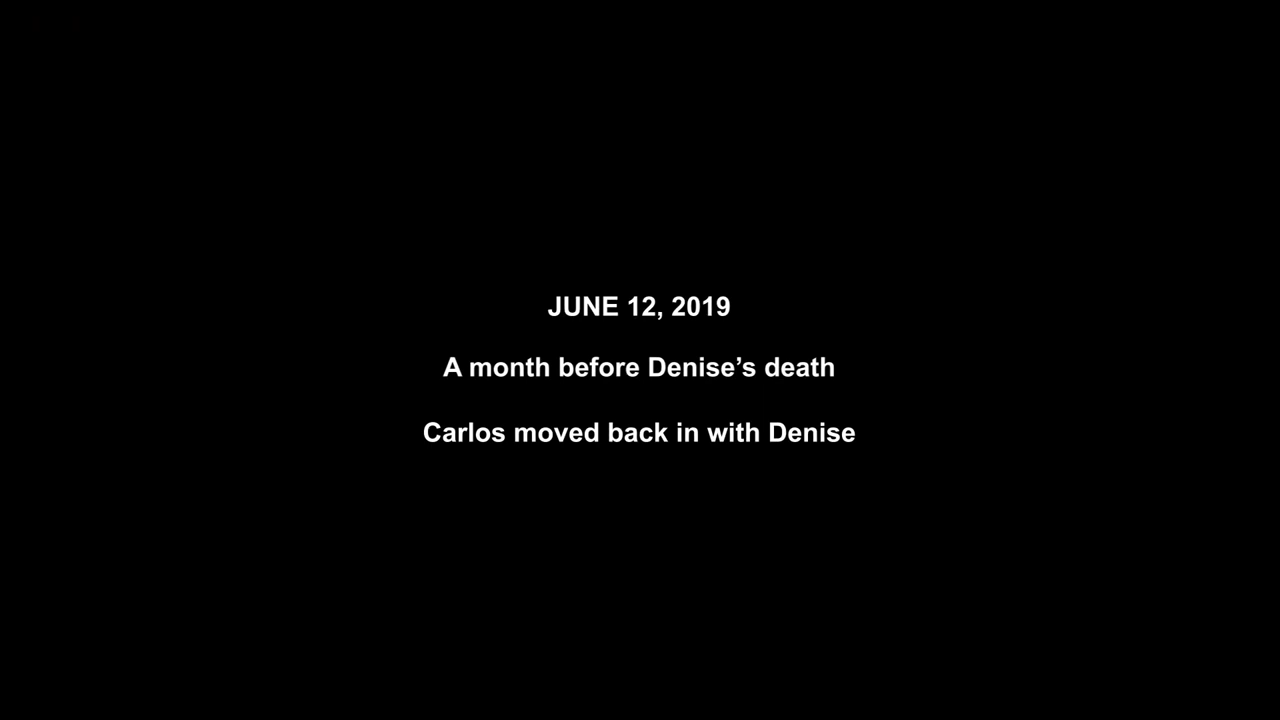 JUNE 12, 2019
A month before Denise’s death
Carlos moved back in with Denise